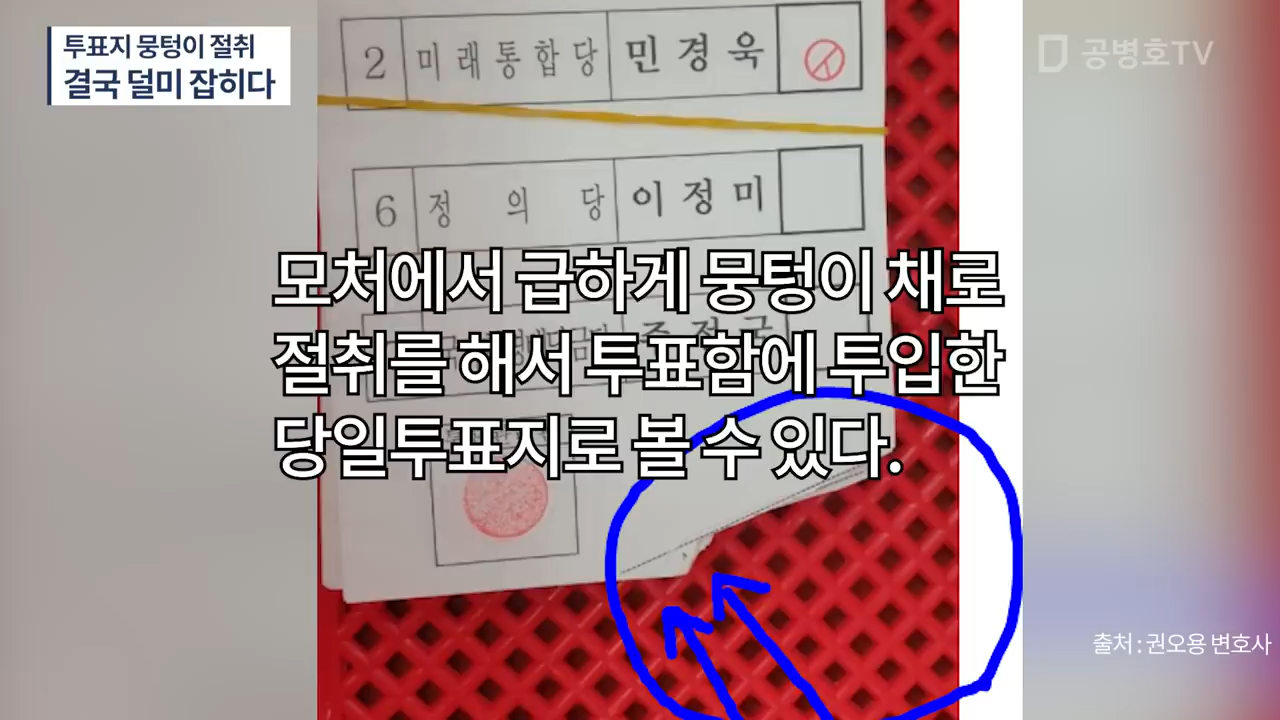 투표지 뭉텅이 절취
결국 덜미 잡히다
공병호TV
2 미래통합당 민경욱
6 정의당 이정미
모처에서 급하게 뭉텅이 채로
절취를 해서 투표함에 투입한
당일투표지로 볼 수 있다.
출처 : 권오용 변호사